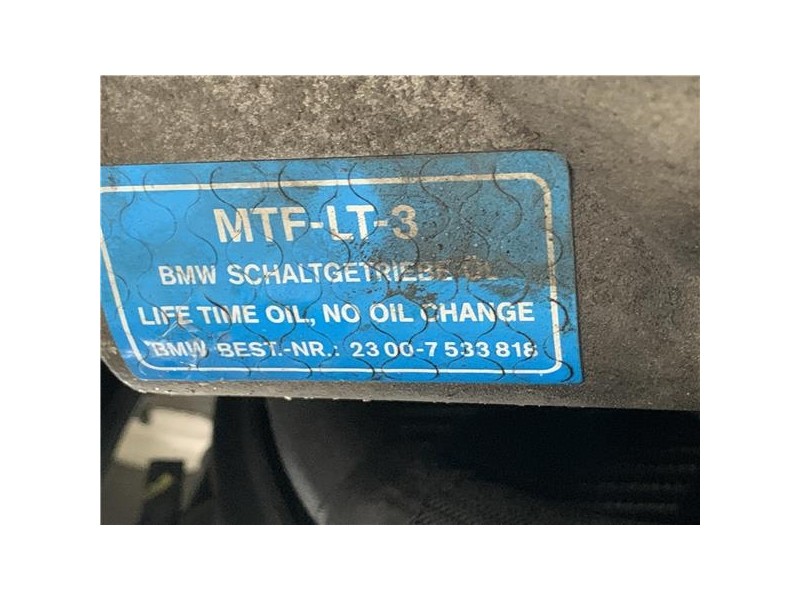 MTF-LT-3
BMW SCHALTGETRIEBE ÖL
LIFE TIME OIL, NO OIL CHANGE
BMW BEST.-NR.: 23 00-7 533 818